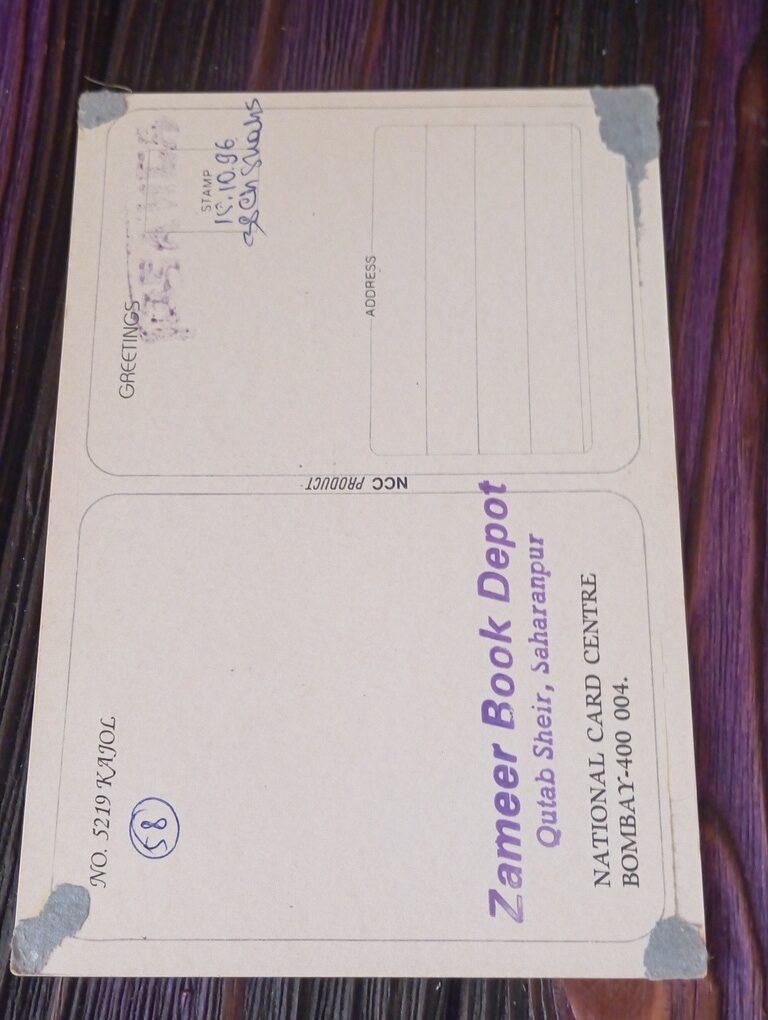 NO. 5219 KAJOL
58
Zameer Book Depot
Qutab Sheir, Saharanpur
NATIONAL CARD CENTRE
BOMBAY-400 004.
NCC PRODUCT
GREETINGS
STAMP
15.10.96
ADDRESS